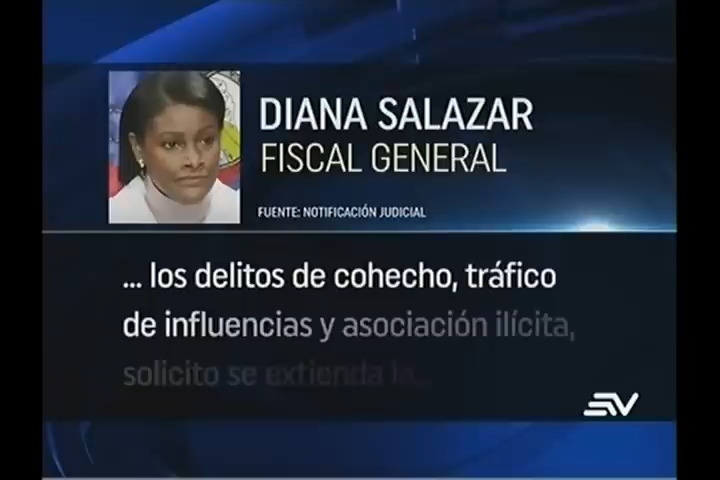 DIANA SALAZAR
FISCAL GENERAL
FUENTE: NOTIFICACIÓN JUDICIAL
... los delitos de cohecho, tráfico
de influencias y asociación ilícita,
solicito se extienda la...